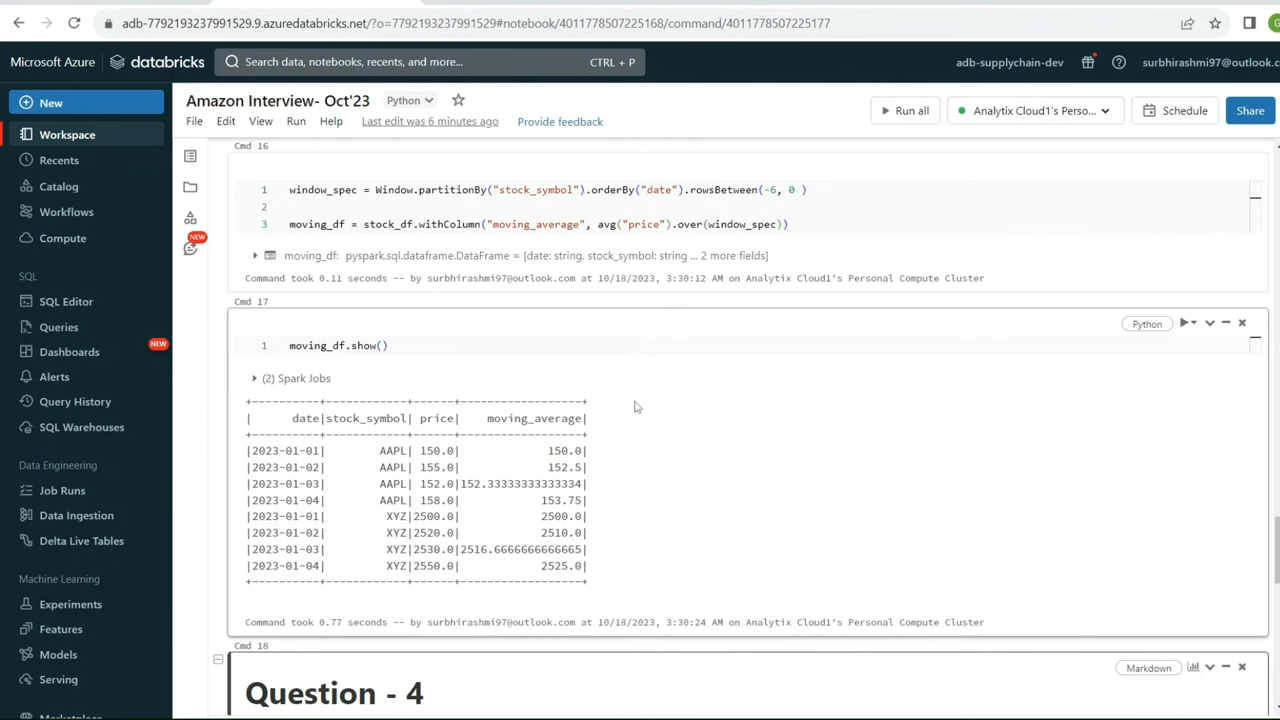 adb-7792193237991529.9.azuredatabricks.net/?o=7792193237991529#notebook/4011778507225168/command/4011778507225177
Microsoft Azure databricks Search data, notebooks, recents, and more... CTRL + P adb-supplychain-dev surbhirashmi97@outlook.c
New
Workspace
Recents
Catalog
Workflows
Compute
SQL
SQL Editor
Queries
Dashboards NEW
Alerts
Query History
SQL Warehouses
Data Engineering
Job Runs
Data Ingestion
Delta Live Tables
Machine Learning
Experiments
Features
Models
Serving
Amazon Interview- Oct'23 Python
File Edit View Run Help Last edit was 6 minutes ago Provide feedback
Run all Analytix Cloud1's Perso... Schedule Share
NEW
Cmd 16
1 window_spec = Window.partitionBy("stock_symbol").orderBy("date").rowsBetween(-6, 0 )
2
3 moving_df = stock_df.withColumn("moving_average", avg("price").over(window_spec))
moving_df: pyspark.sql.dataframe.DataFrame = [date: string, stock_symbol: string ... 2 more fields]
Command took 0.11 seconds -- by surbhirashmi97@outlook.com at 10/18/2023, 3:30:12 AM on Analytix Cloud1's Personal Compute Cluster
Cmd 17
Python
1 moving_df.show()
(2) Spark Jobs
+----------+------------+------+------------------+
|      date|stock_symbol| price|    moving_average|
+----------+------------+------+------------------+
|2023-01-01|        AAPL| 150.0|             150.0|
|2023-01-02|        AAPL| 155.0|             152.5|
|2023-01-03|        AAPL| 152.0|152.33333333333334|
|2023-01-04|        AAPL| 158.0|            153.75|
|2023-01-01|         XYZ|2500.0|            2500.0|
|2023-01-02|         XYZ|2520.0|            2510.0|
|2023-01-03|         XYZ|2530.0|2516.6666666666665|
|2023-01-04|         XYZ|2550.0|            2525.0|
+----------+------------+------+------------------+
Command took 0.77 seconds -- by surbhirashmi97@outlook.com at 10/18/2023, 3:30:24 AM on Analytix Cloud1's Personal Compute Cluster
Cmd 18
Markdown
Question - 4